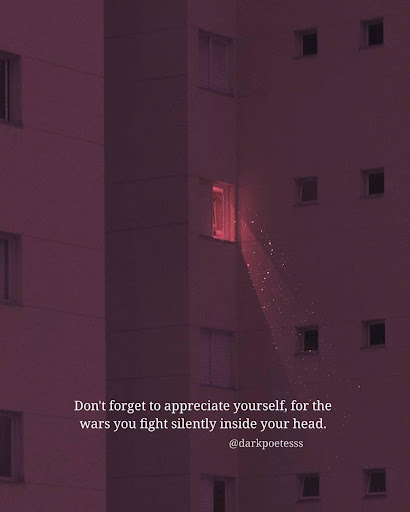 Don't forget to appreciate yourself, for the
wars you fight silently inside your head.
@darkpoetesss